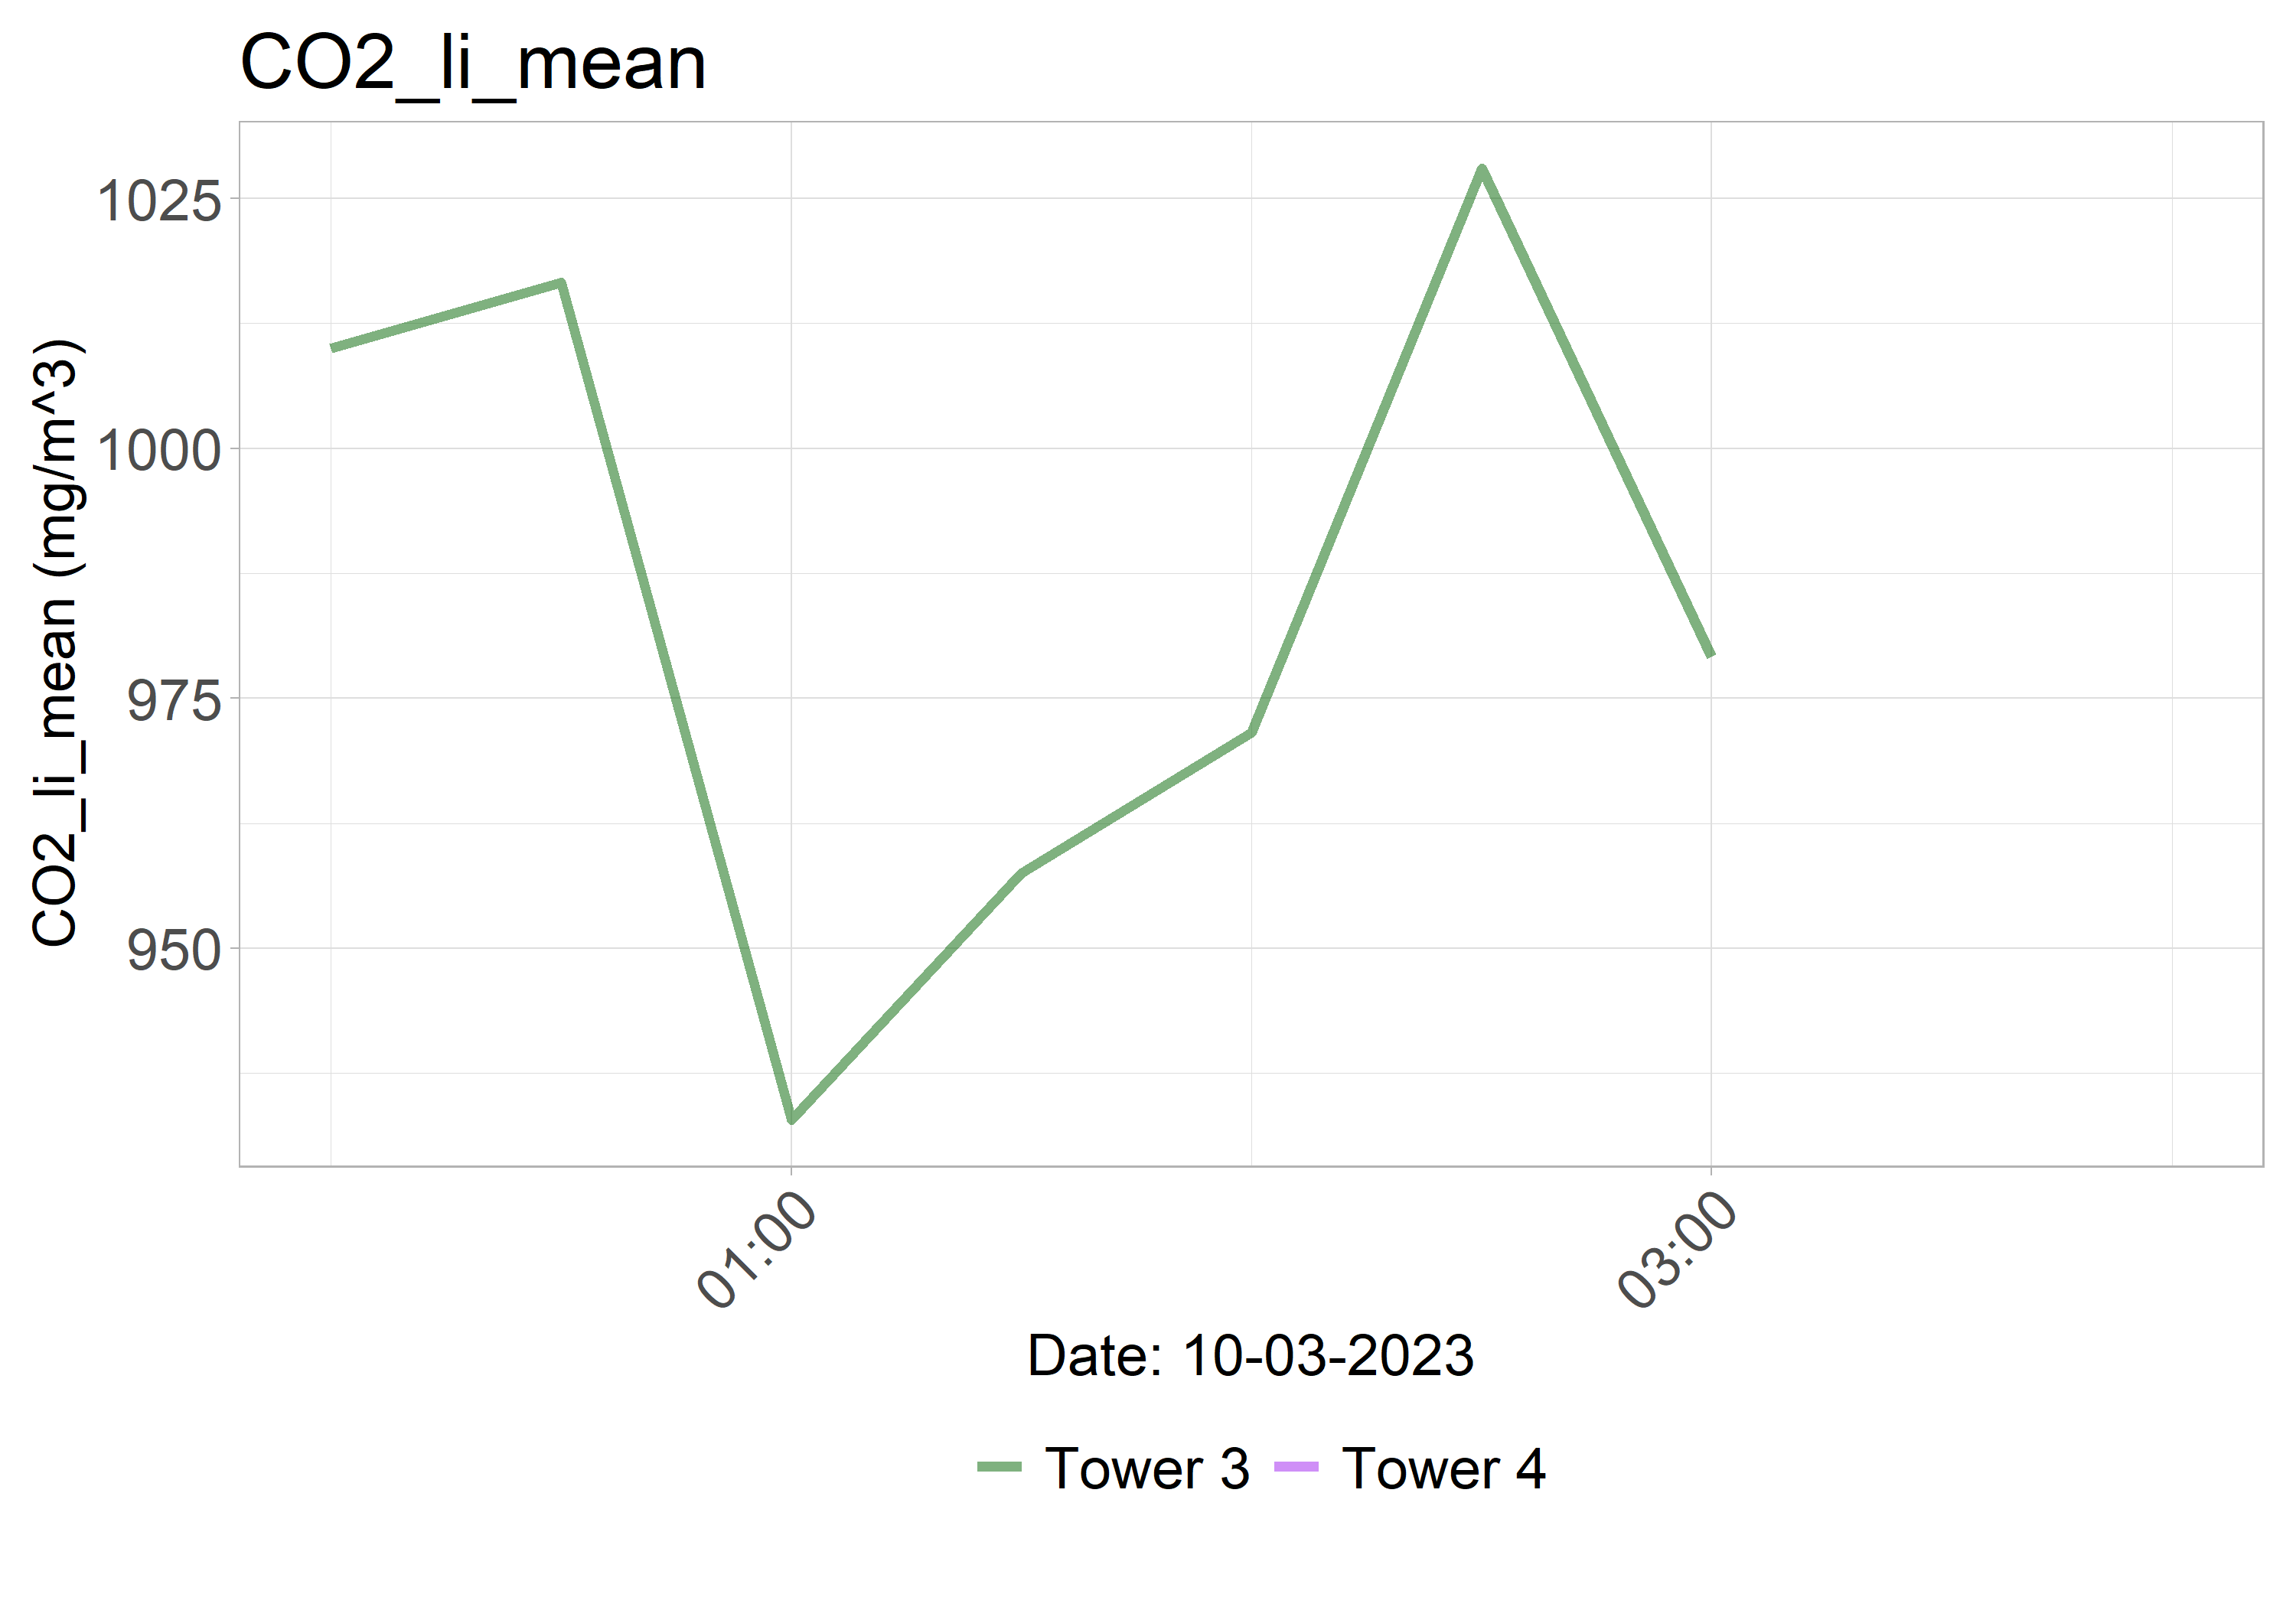 CO2_li_mean
CO2_li_mean (mg/m^3)
1025
1000
975
950
01:00
03:00
Date: 10-03-2023
Tower 3
Tower 4